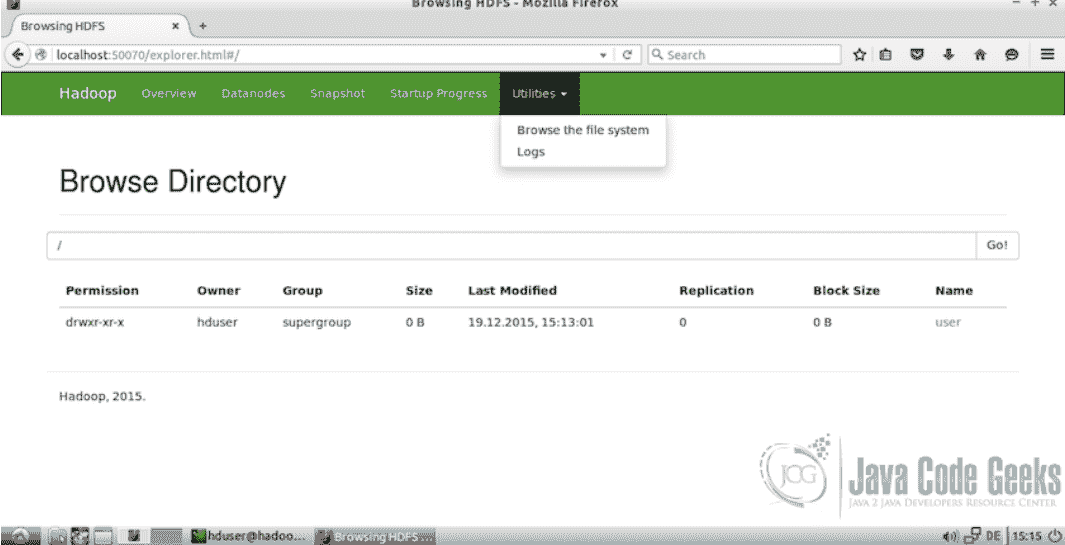 Browsing HDFS - Mozilla Firefox
Browsing HDFS × +
localhost:50070/explorer.html#/ Search
Hadoop Overview Datanodes Snapshot Startup Progress Utilities
Browse the file system
Logs
Browse Directory
/ Go!
Permission Owner Group Size Last Modified Replication Block Size Name
drwxr-xr-x hduser supergroup 0 B 19.12.2015, 15:13:01 0 0 B user
Hadoop, 2015.
JCG
Java Code Geeks
JAVA 2 JAVA DEVELOPERS RESOURCE CENTER
hduser@hadoo... Browsing HDFS ... DE 15:15